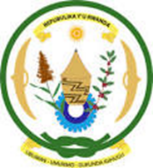 REPUBULIKA Y'U RWANDA
UBUMWE - UMURIMO - GUKUNDA IGIHUGU